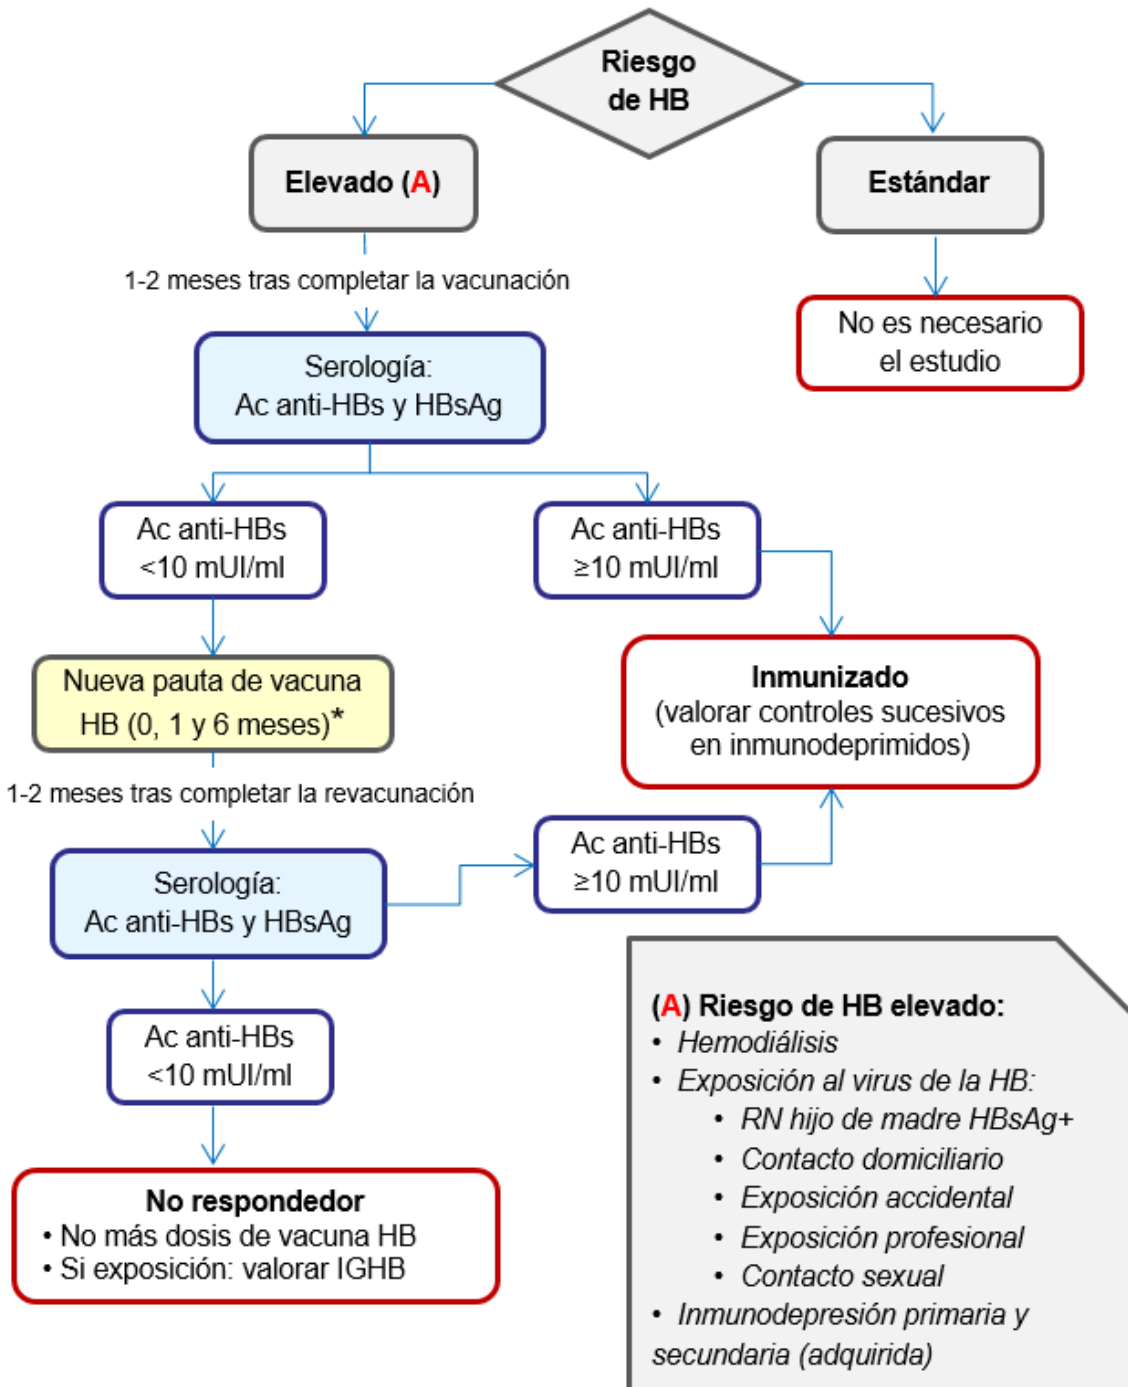 Riesgo
de HB
Elevado (A)
Estándar
1-2 meses tras completar la vacunación
No es necesario
el estudio
Serología:
Ac anti-HBs y HBsAg
Ac anti-HBs
<10 mUI/ml
Ac anti-HBs
≥10 mUI/ml
Nueva pauta de vacuna
HB (0, 1 y 6 meses)*
Inmunizado
(valorar controles sucesivos
en inmunodeprimidos)
1-2 meses tras completar la revacunación
Serología:
Ac anti-HBs y HBsAg
Ac anti-HBs
≥10 mUI/ml
Ac anti-HBs
<10 mUI/ml
No respondedor
• No más dosis de vacuna HB
• Si exposición: valorar IGHB
(A) Riesgo de HB elevado:
• Hemodiálisis
• Exposición al virus de la HB:
• RN hijo de madre HBsAg+
• Contacto domiciliario
• Exposición accidental
• Exposición profesional
• Contacto sexual
• Inmunodepresión primaria y
secundaria (adquirida)